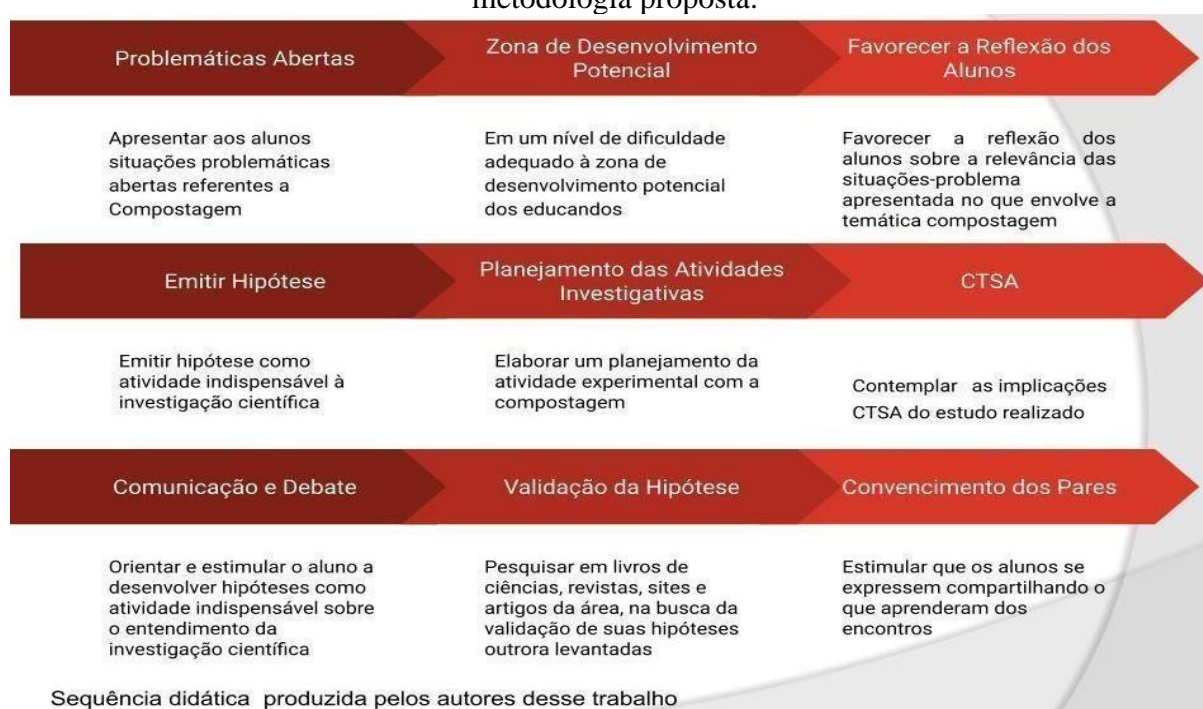 metodologia proposta.
Problemáticas Abertas
Zona de Desenvolvimento
Potencial
Favorecer a Reflexão dos
Alunos
Apresentar aos alunos
situações problemáticas
abertas referentes a
Compostagem
Em um nível de dificuldade
adequado à zona de
desenvolvimento potencial
dos educandos
Favorecer a reflexão dos
alunos sobre a relevância das
situações-problema
apresentada no que envolve a
temática compostagem
Emitir Hipótese
Planejamento das Atividades
Investigativas
CTSA
Emitir hipótese como
atividade indispensável à
investigação científica
Elaborar um planejamento da
atividade experimental com a
compostagem
Contemplar as implicações
CTSA do estudo realizado
Comunicação e Debate
Validação da Hipótese
Convencimento dos Pares
Orientar e estimular o aluno a
desenvolver hipóteses como
atividade indispensável sobre
o entendimento da
investigação científica
Pesquisar em livros de
ciências, revistas, sites e
artigos da área, na busca da
validação de suas hipóteses
outrora levantadas
Estimular que os alunos se
expressem compartilhando o
que aprenderam dos
encontros
Sequência didática produzida pelos autores desse trabalho